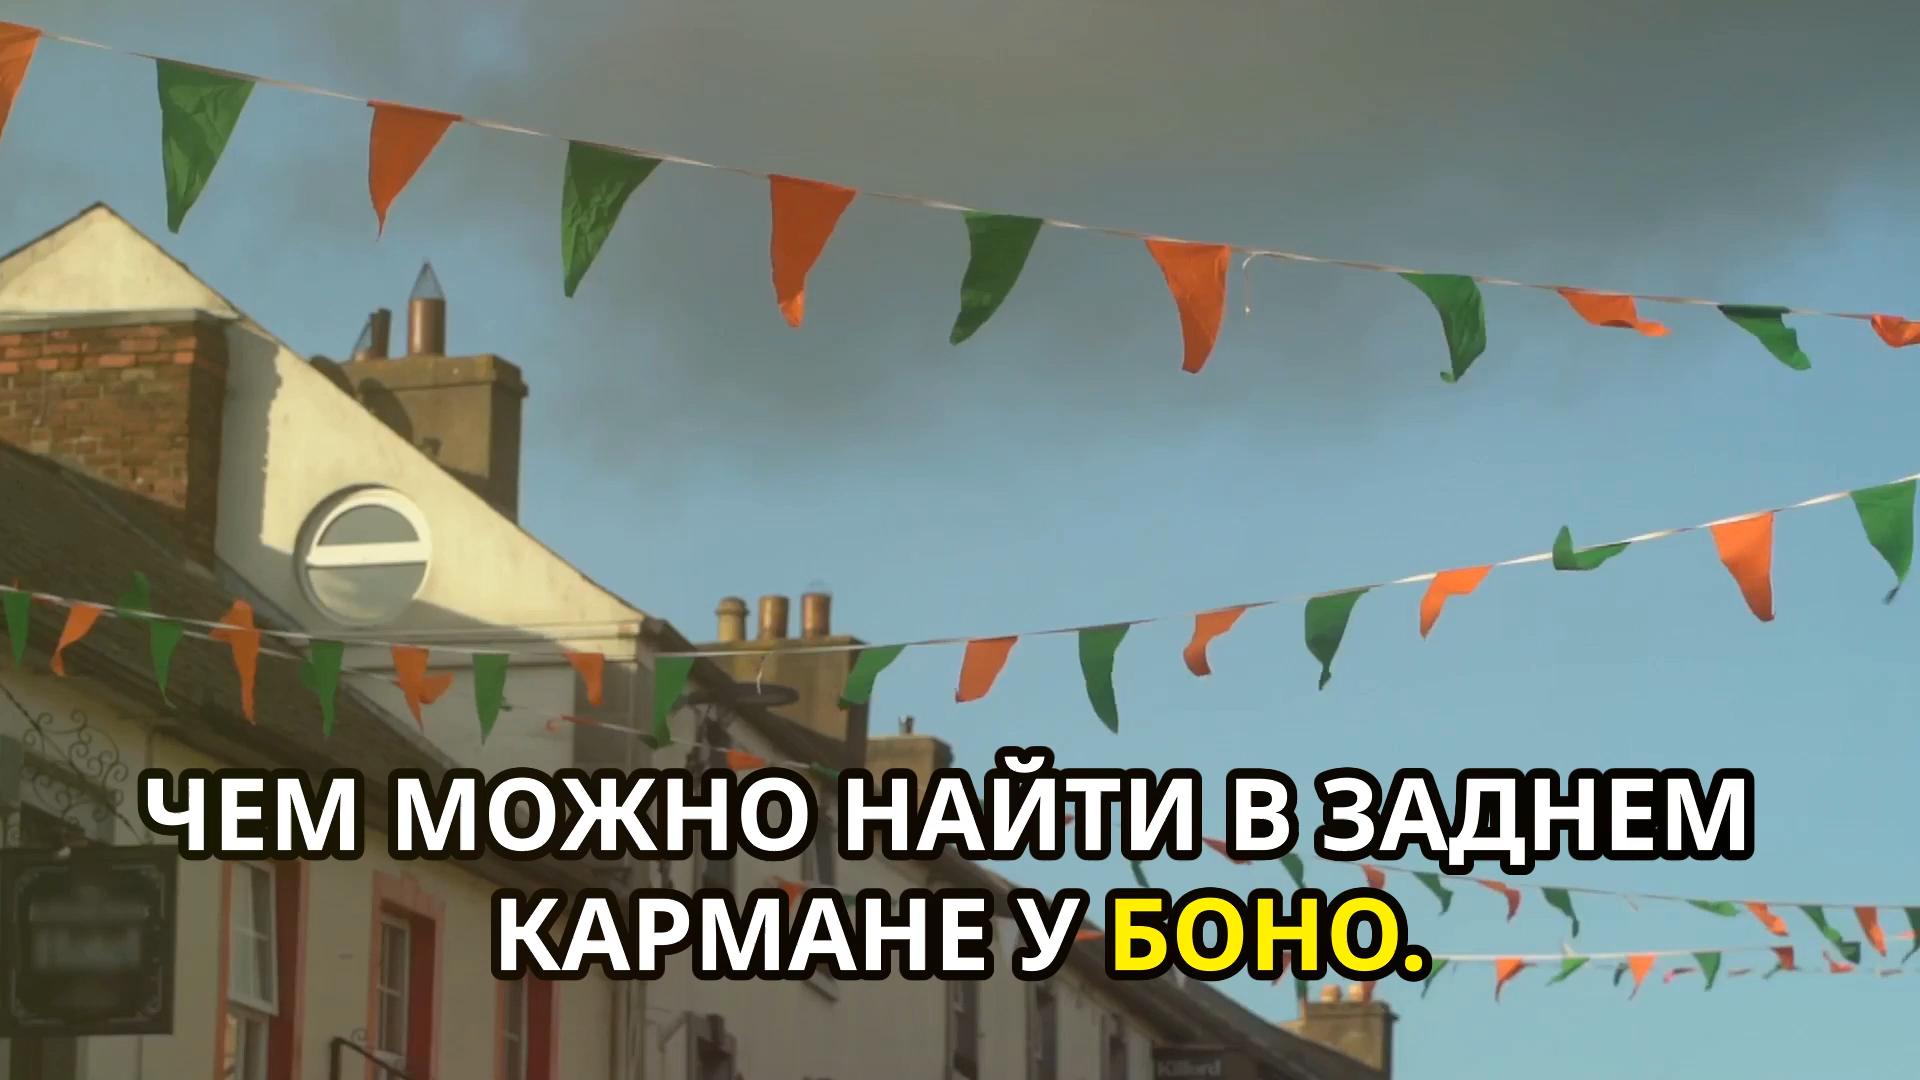 ЧЕМ МОЖНО НАЙТИ В ЗАДНЕМ
КАРМАНЕ У БОНО.